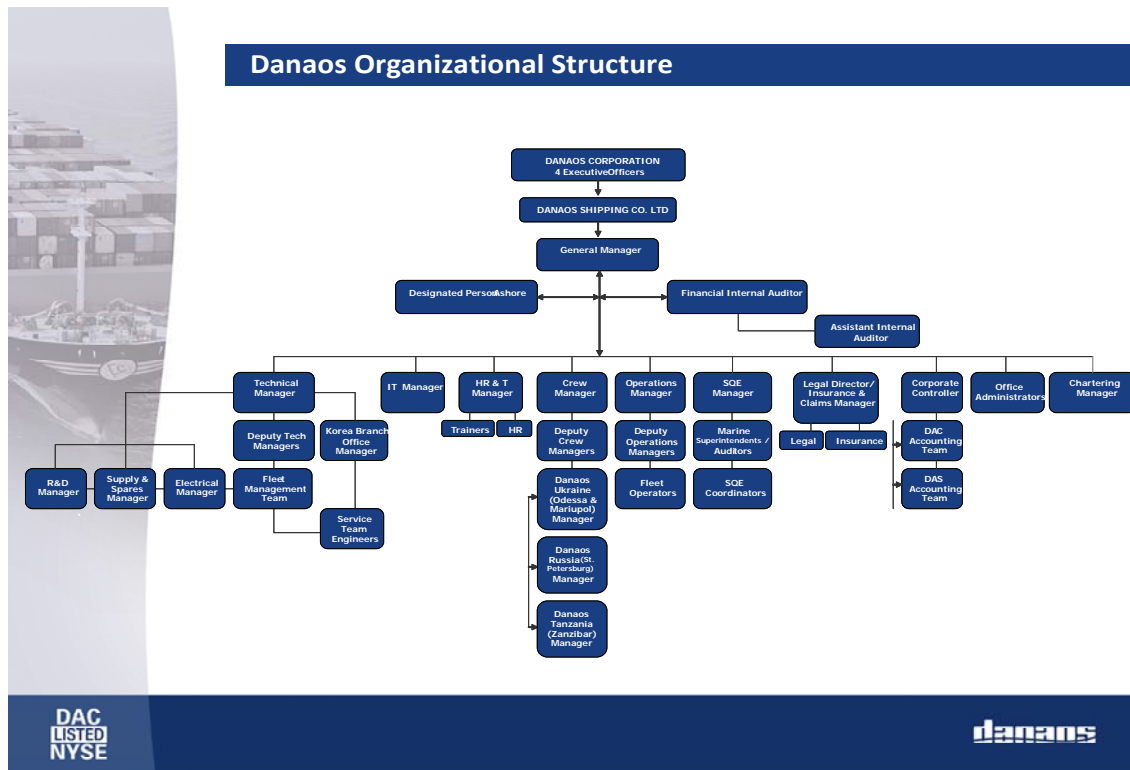 Danaos Organizational Structure
DANAOS CORPORATION
4 ExecutiveOfficers
DANAOS SHIPPING CO. LTD
General Manager
Designated PersonAshore
Financial Internal Auditor
Assistant Internal
Auditor
Technical
Manager
IT Manager
HR & T
Manager
Crew
Manager
Operations
Manager
SQE
Manager
Legal Director/
Insurance &
Claims Manager
Corporate
Controller
Office
Administrators
Chartering
Manager
Deputy Tech
Managers
Korea Branch
Office
Manager
Trainers
HR
Deputy
Crew
Managers
Deputy
Operations
Managers
Marine
Superintendents /
Auditors
Legal
Insurance
DAC
Accounting
Team
R&D
Manager
Supply &
Spares
Manager
Electrical
Manager
Fleet
Management
Team
Danaos
Ukraine
(Odessa &
Mariupol)
Manager
Fleet
Operators
SQE
Coordinators
DAS
Accounting
Team
Service
Team
Engineers
Danaos
Russia(St.
Petersburg)
Manager
Danaos
Tanzania
(Zanzibar)
Manager
DAC
LISTED
NYSE
danaos